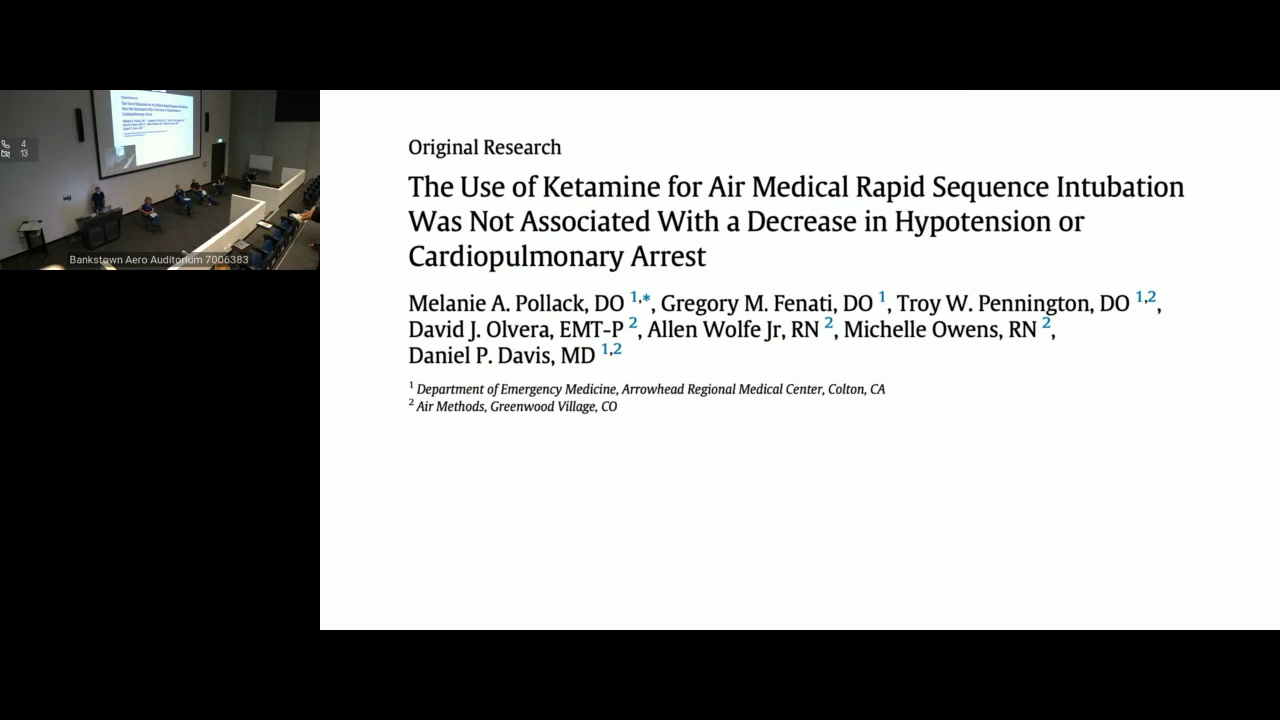 4
13
Bankstown Aero Auditorium 7006383
Original Research
The Use of Ketamine for Air Medical Rapid Sequence Intubation
Was Not Associated With a Decrease in Hypotension or
Cardiopulmonary Arrest
Melanie A. Pollack, DO 1,*, Gregory M. Fenati, DO 1, Troy W. Pennington, DO 1,2,
David J. Olvera, EMT-P 2, Allen Wolfe Jr, RN 2, Michelle Owens, RN 2,
Daniel P. Davis, MD 1,2
1 Department of Emergency Medicine, Arrowhead Regional Medical Center, Colton, CA
2 Air Methods, Greenwood Village, CO